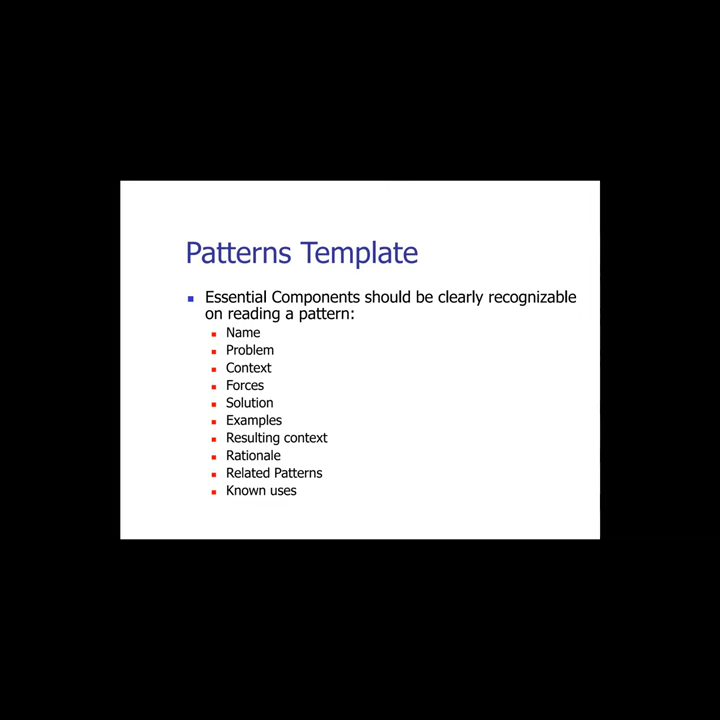 Patterns Template
Essential Components should be clearly recognizable
on reading a pattern:
Name
Problem
Context
Forces
Solution
Examples
Resulting context
Rationale
Related Patterns
Known uses